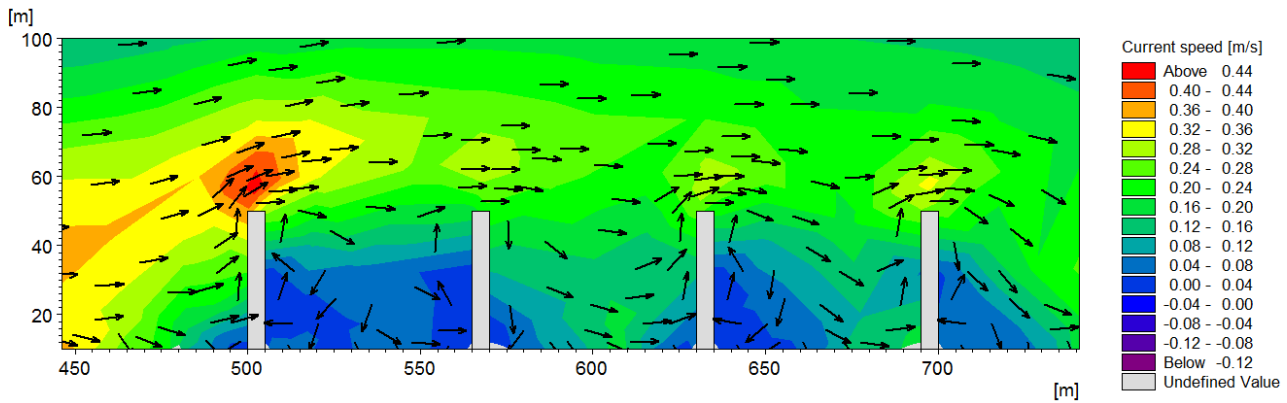 [m]
100
80
60
40
20
450 500 550 600 650 700
[m]
Current speed [m/s]
Above 0.44
0.40 - 0.44
0.36 - 0.40
0.32 - 0.36
0.28 - 0.32
0.24 - 0.28
0.20 - 0.24
0.16 - 0.20
0.12 - 0.16
0.08 - 0.12
0.04 - 0.08
0.00 - 0.04
-0.04 - 0.00
-0.08 - -0.04
-0.12 - -0.08
Below -0.12
Undefined Value